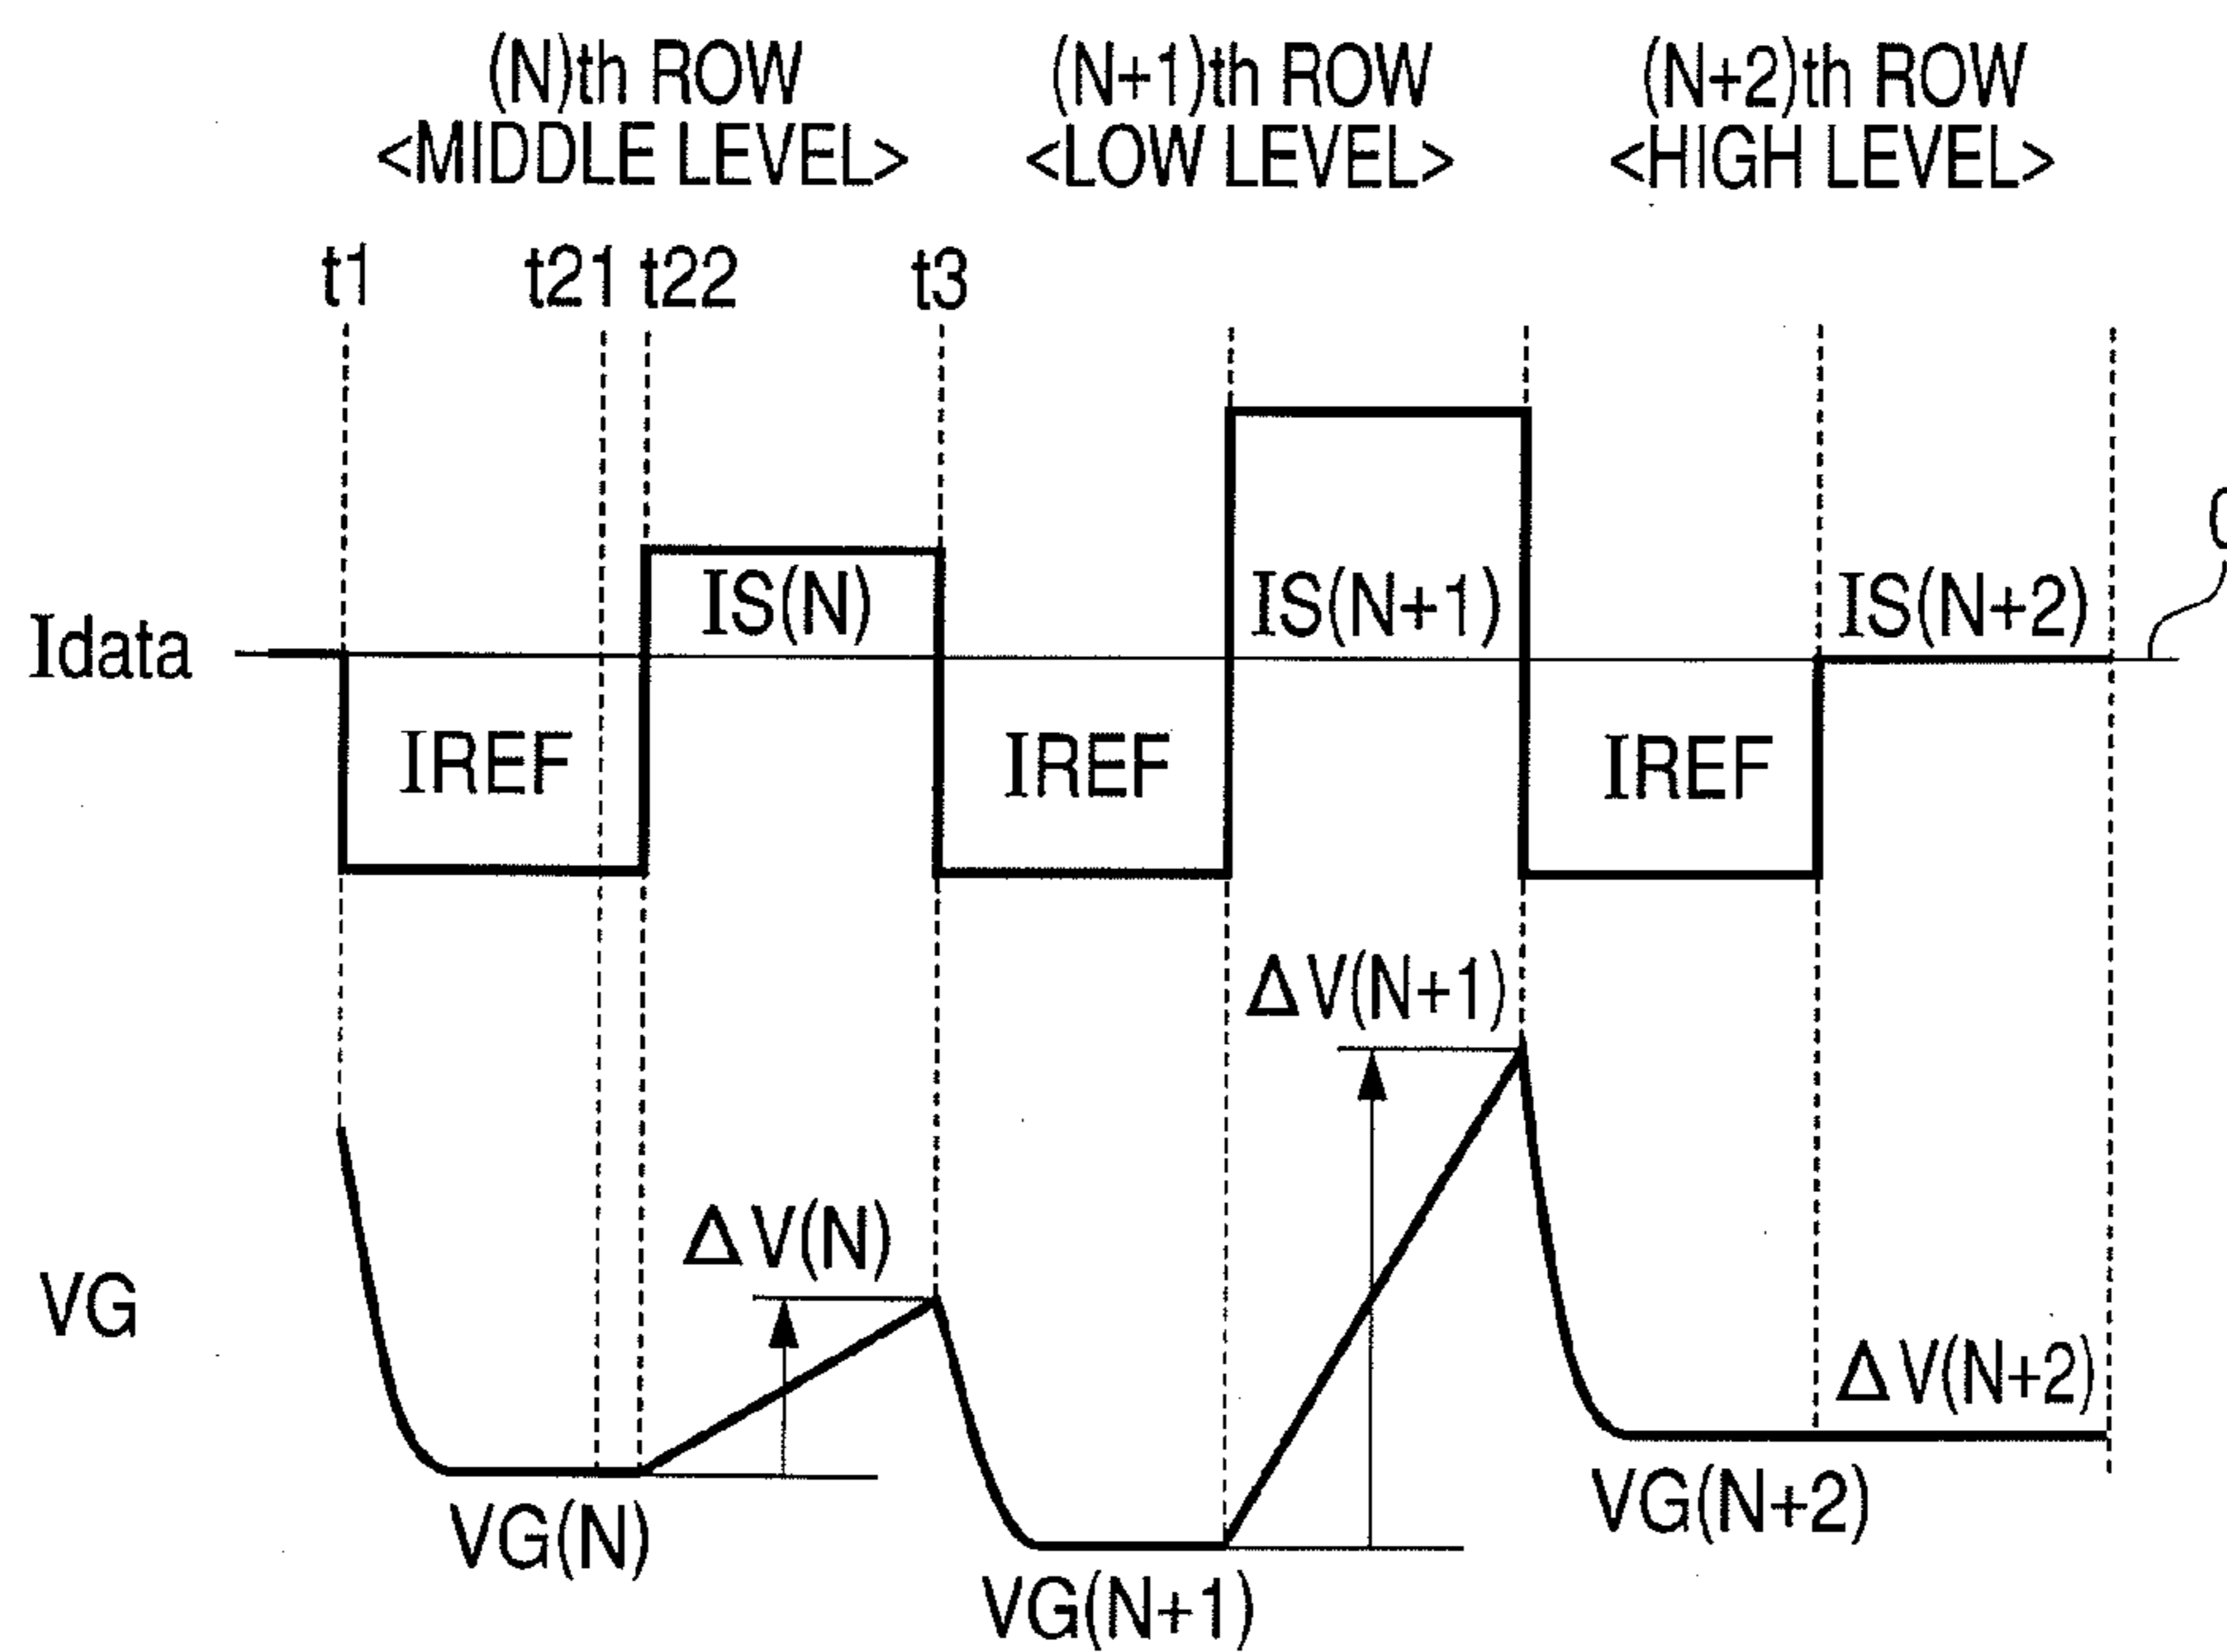 (N)th ROW
<MIDDLE LEVEL>
(N+1)th ROW
<LOW LEVEL>
(N+2)th ROW
<HIGH LEVEL>
t1
t21
t22
t3
0
Idata
IS(N)
IS(N+1)
IS(N+2)
IREF
IREF
IREF
ΔV(N+1)
ΔV(N)
VG
ΔV(N+2)
VG(N)
VG(N+1)
VG(N+2)